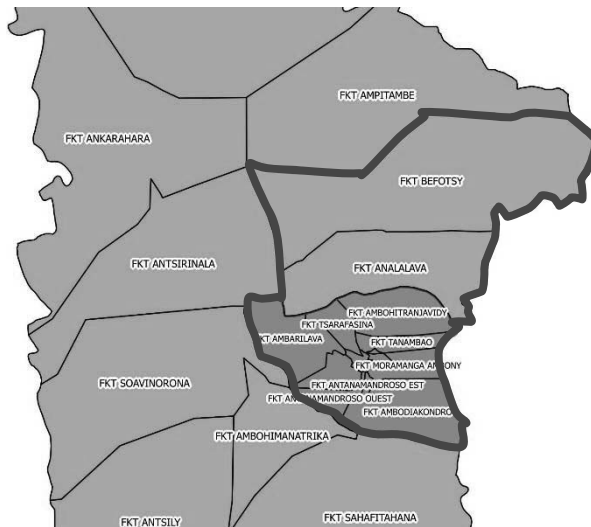 FKT AMPITAMBE
FKT ANKARAHARA
FKT BEFOTSY
FKT ANTSIRINALA
FKT ANALALAVA
FKT AMBOHITRANJAVIDY
FKT TSARAFASINA
FKT AMBARILAVA
FKT TANAMBAO
FKT MORAMANGA
FKT SOAVINORONA
FKT ANTANAMANDROSO EST
FKT ANTANAMANDROSO OUEST
FKT AMBODIAKONDRO
FKT AMBOHIMANATRIKA
FKT ANTSILY
FKT SAHAFITAHANA